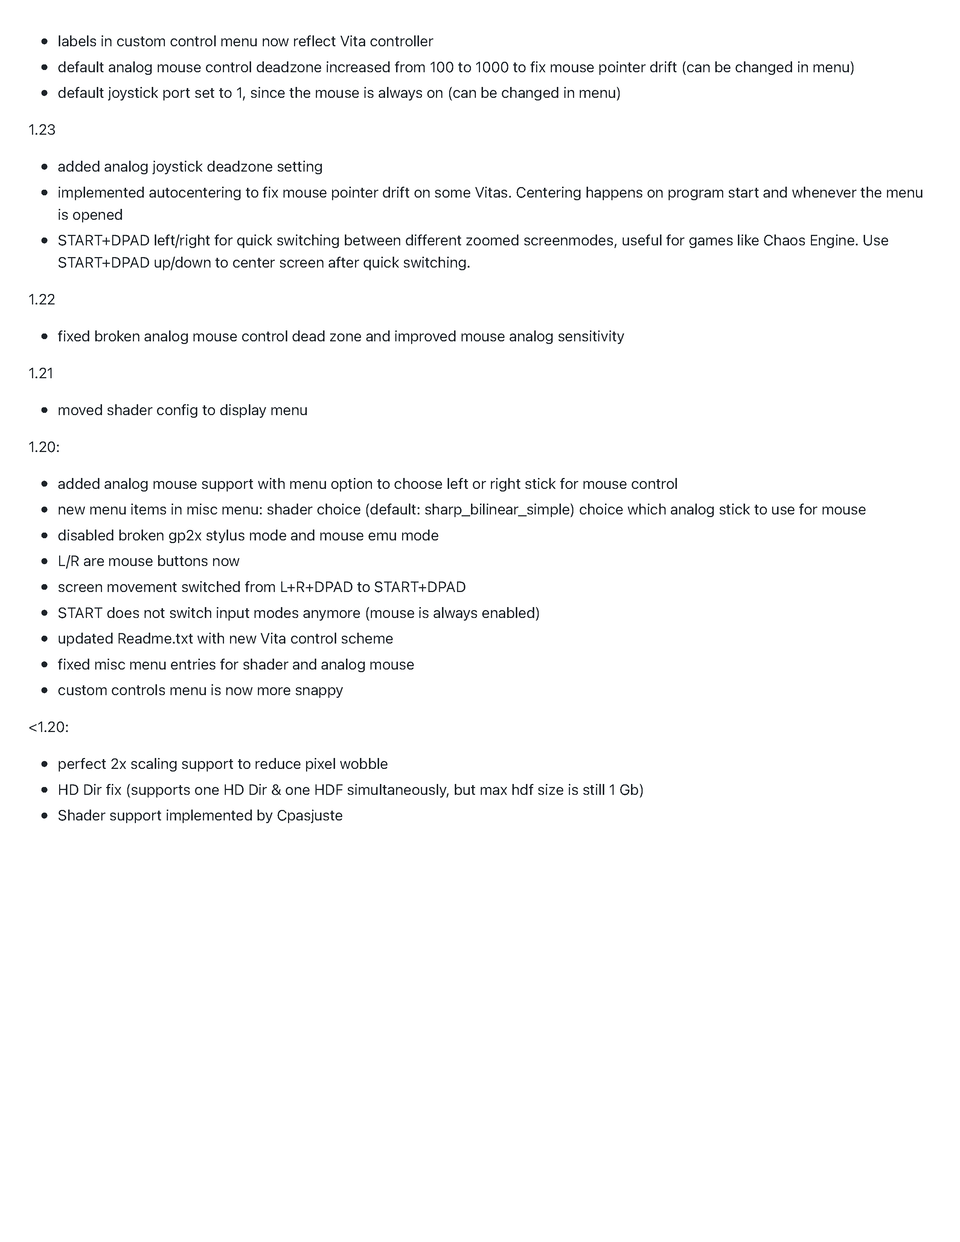 labels in custom control menu now reflect Vita controller
default analog mouse control deadzone increased from 100 to 1000 to fix mouse pointer drift (can be changed in menu)
default joystick port set to 1, since the mouse is always on (can be changed in menu)
1.23
added analog joystick deadzone setting
implemented autocentering to fix mouse pointer drift on some Vitas. Centering happens on program start and whenever the menu
is opened
START+DPAD left/right for quick switching between different zoomed screenmodes, useful for games like Chaos Engine. Use
START+DPAD up/down to center screen after quick switching.
1.22
fixed broken analog mouse control dead zone and improved mouse analog sensitivity
1.21
moved shader config to display menu
1.20:
added analog mouse support with menu option to choose left or right stick for mouse control
new menu items in misc menu: shader choice (default: sharp_bilinear_simple) choice which analog stick to use for mouse
disabled broken gp2x stylus mode and mouse emu mode
L/R are mouse buttons now
screen movement switched from L+R+DPAD to START+DPAD
START does not switch input modes anymore (mouse is always enabled)
updated Readme.txt with new Vita control scheme
fixed misc menu entries for shader and analog mouse
custom controls menu is now more snappy
<1.20:
perfect 2x scaling support to reduce pixel wobble
HD Dir fix (supports one HD Dir & one HDF simultaneously, but max hdf size is still 1 Gb)
Shader support implemented by Cpasjuste